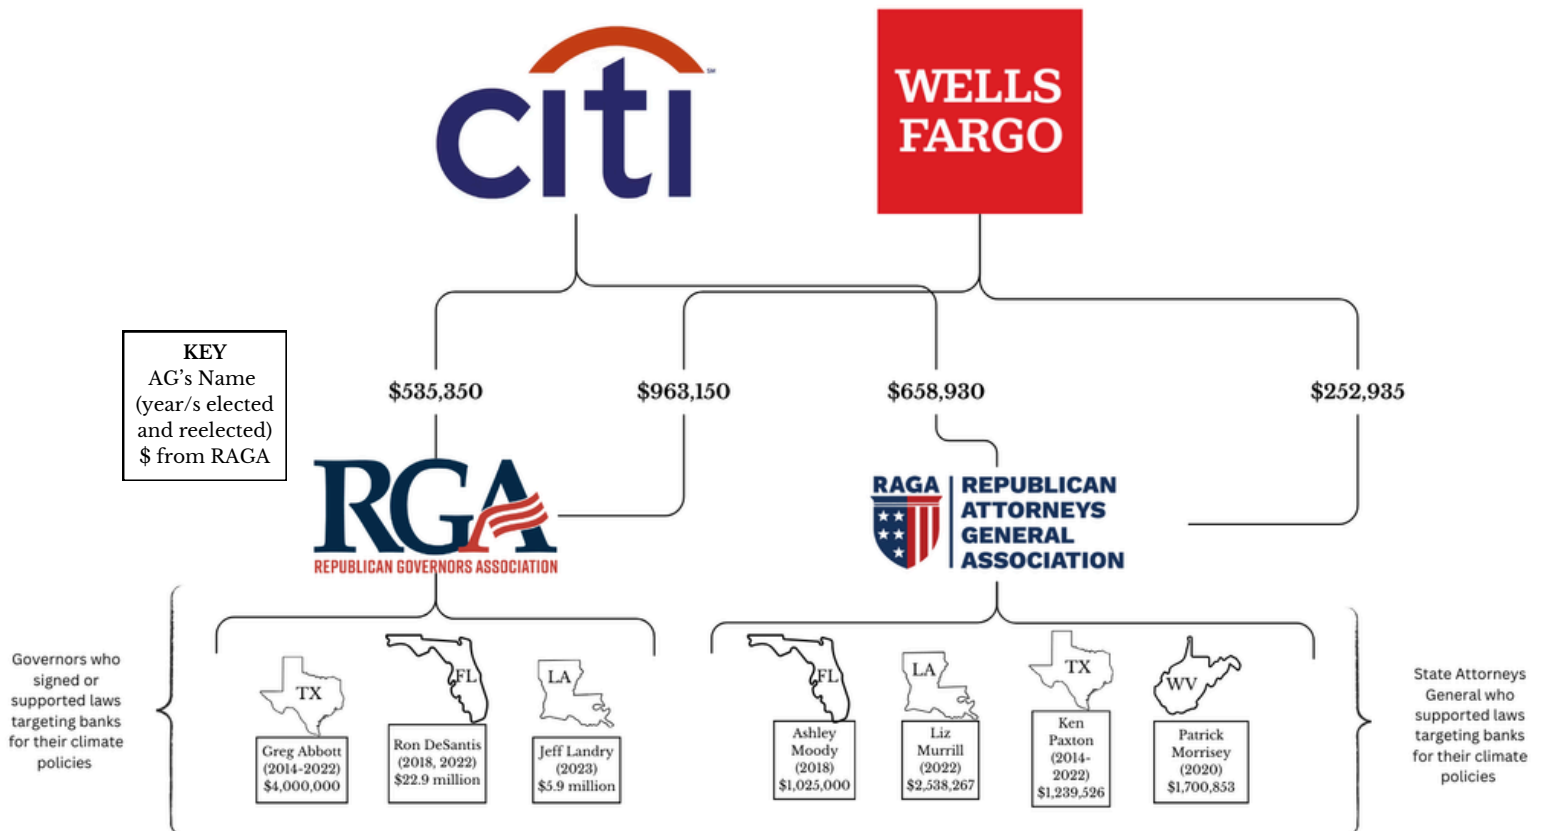 citi
SM
WELLS
FARGO
KEY
AG's Name
(year/s elected
and reelected)
$ from RAGA
$535,350
$963,150
$658,930
$252,935
RGA
REPUBLICAN GOVERNORS ASSOCIATION
RAGA
REPUBLICAN
ATTORNEYS
GENERAL
ASSOCIATION
Governors who
signed or
supported laws
targeting banks
for their climate
policies
TX
Greg Abbott
(2014-2022)
$4,000,000
FL
Ron DeSantis
(2018, 2022)
$22.9 million
LA
Jeff Landry
(2023)
$5.9 million
FL
Ashley
Moody
(2018)
$1,025,000
LA
Liz
Murrill
(2022)
$2,538,267
TX
Ken
Paxton
(2014-
2022)
$1,239,526
WV
Patrick
Morrisey
(2020)
$1,700,853
State Attorneys
General who
supported laws
targeting banks
for their climate
policies